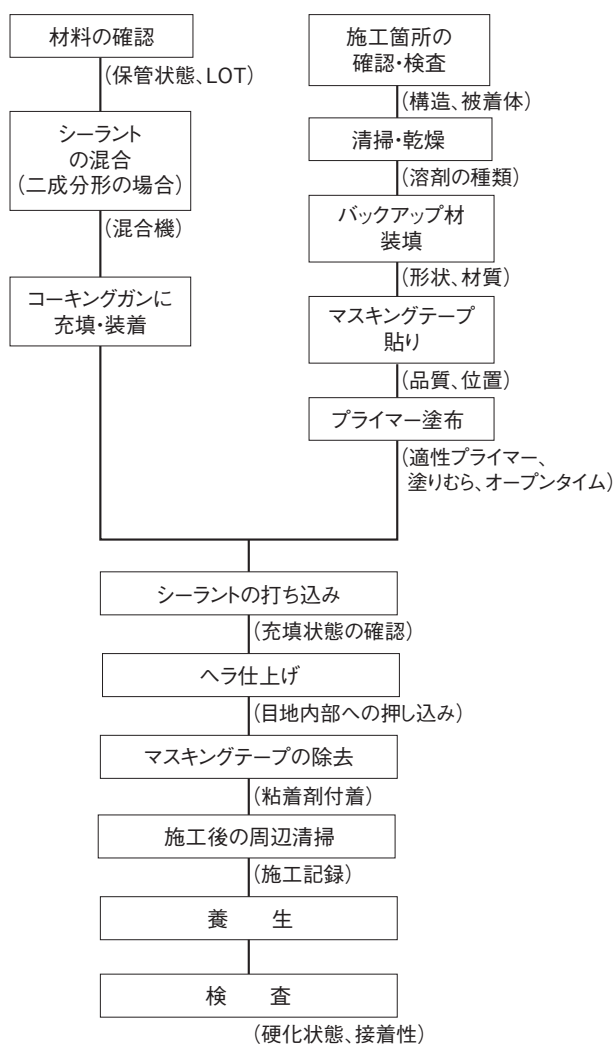 材料の確認
(保管状態、LOT)
シーラント
の混合
(二成分形の場合)
(混合機)
コーキングガンに
充填・装着
施工箇所の
確認・検査
(構造、被着体)
清掃・乾燥
(溶剤の種類)
バックアップ材
装填
(形状、材質)
マスキングテープ
貼り
(品質、位置)
プライマー塗布
(適性プライマー、
塗りむら、オープンタイム)
シーラントの打ち込み
(充填状態の確認)
ヘラ仕上げ
(目地内部への押し込み)
マスキングテープの除去
(粘着剤付着)
施工後の周辺清掃
(施工記録)
養　生
検　査
(硬化状態、接着性)